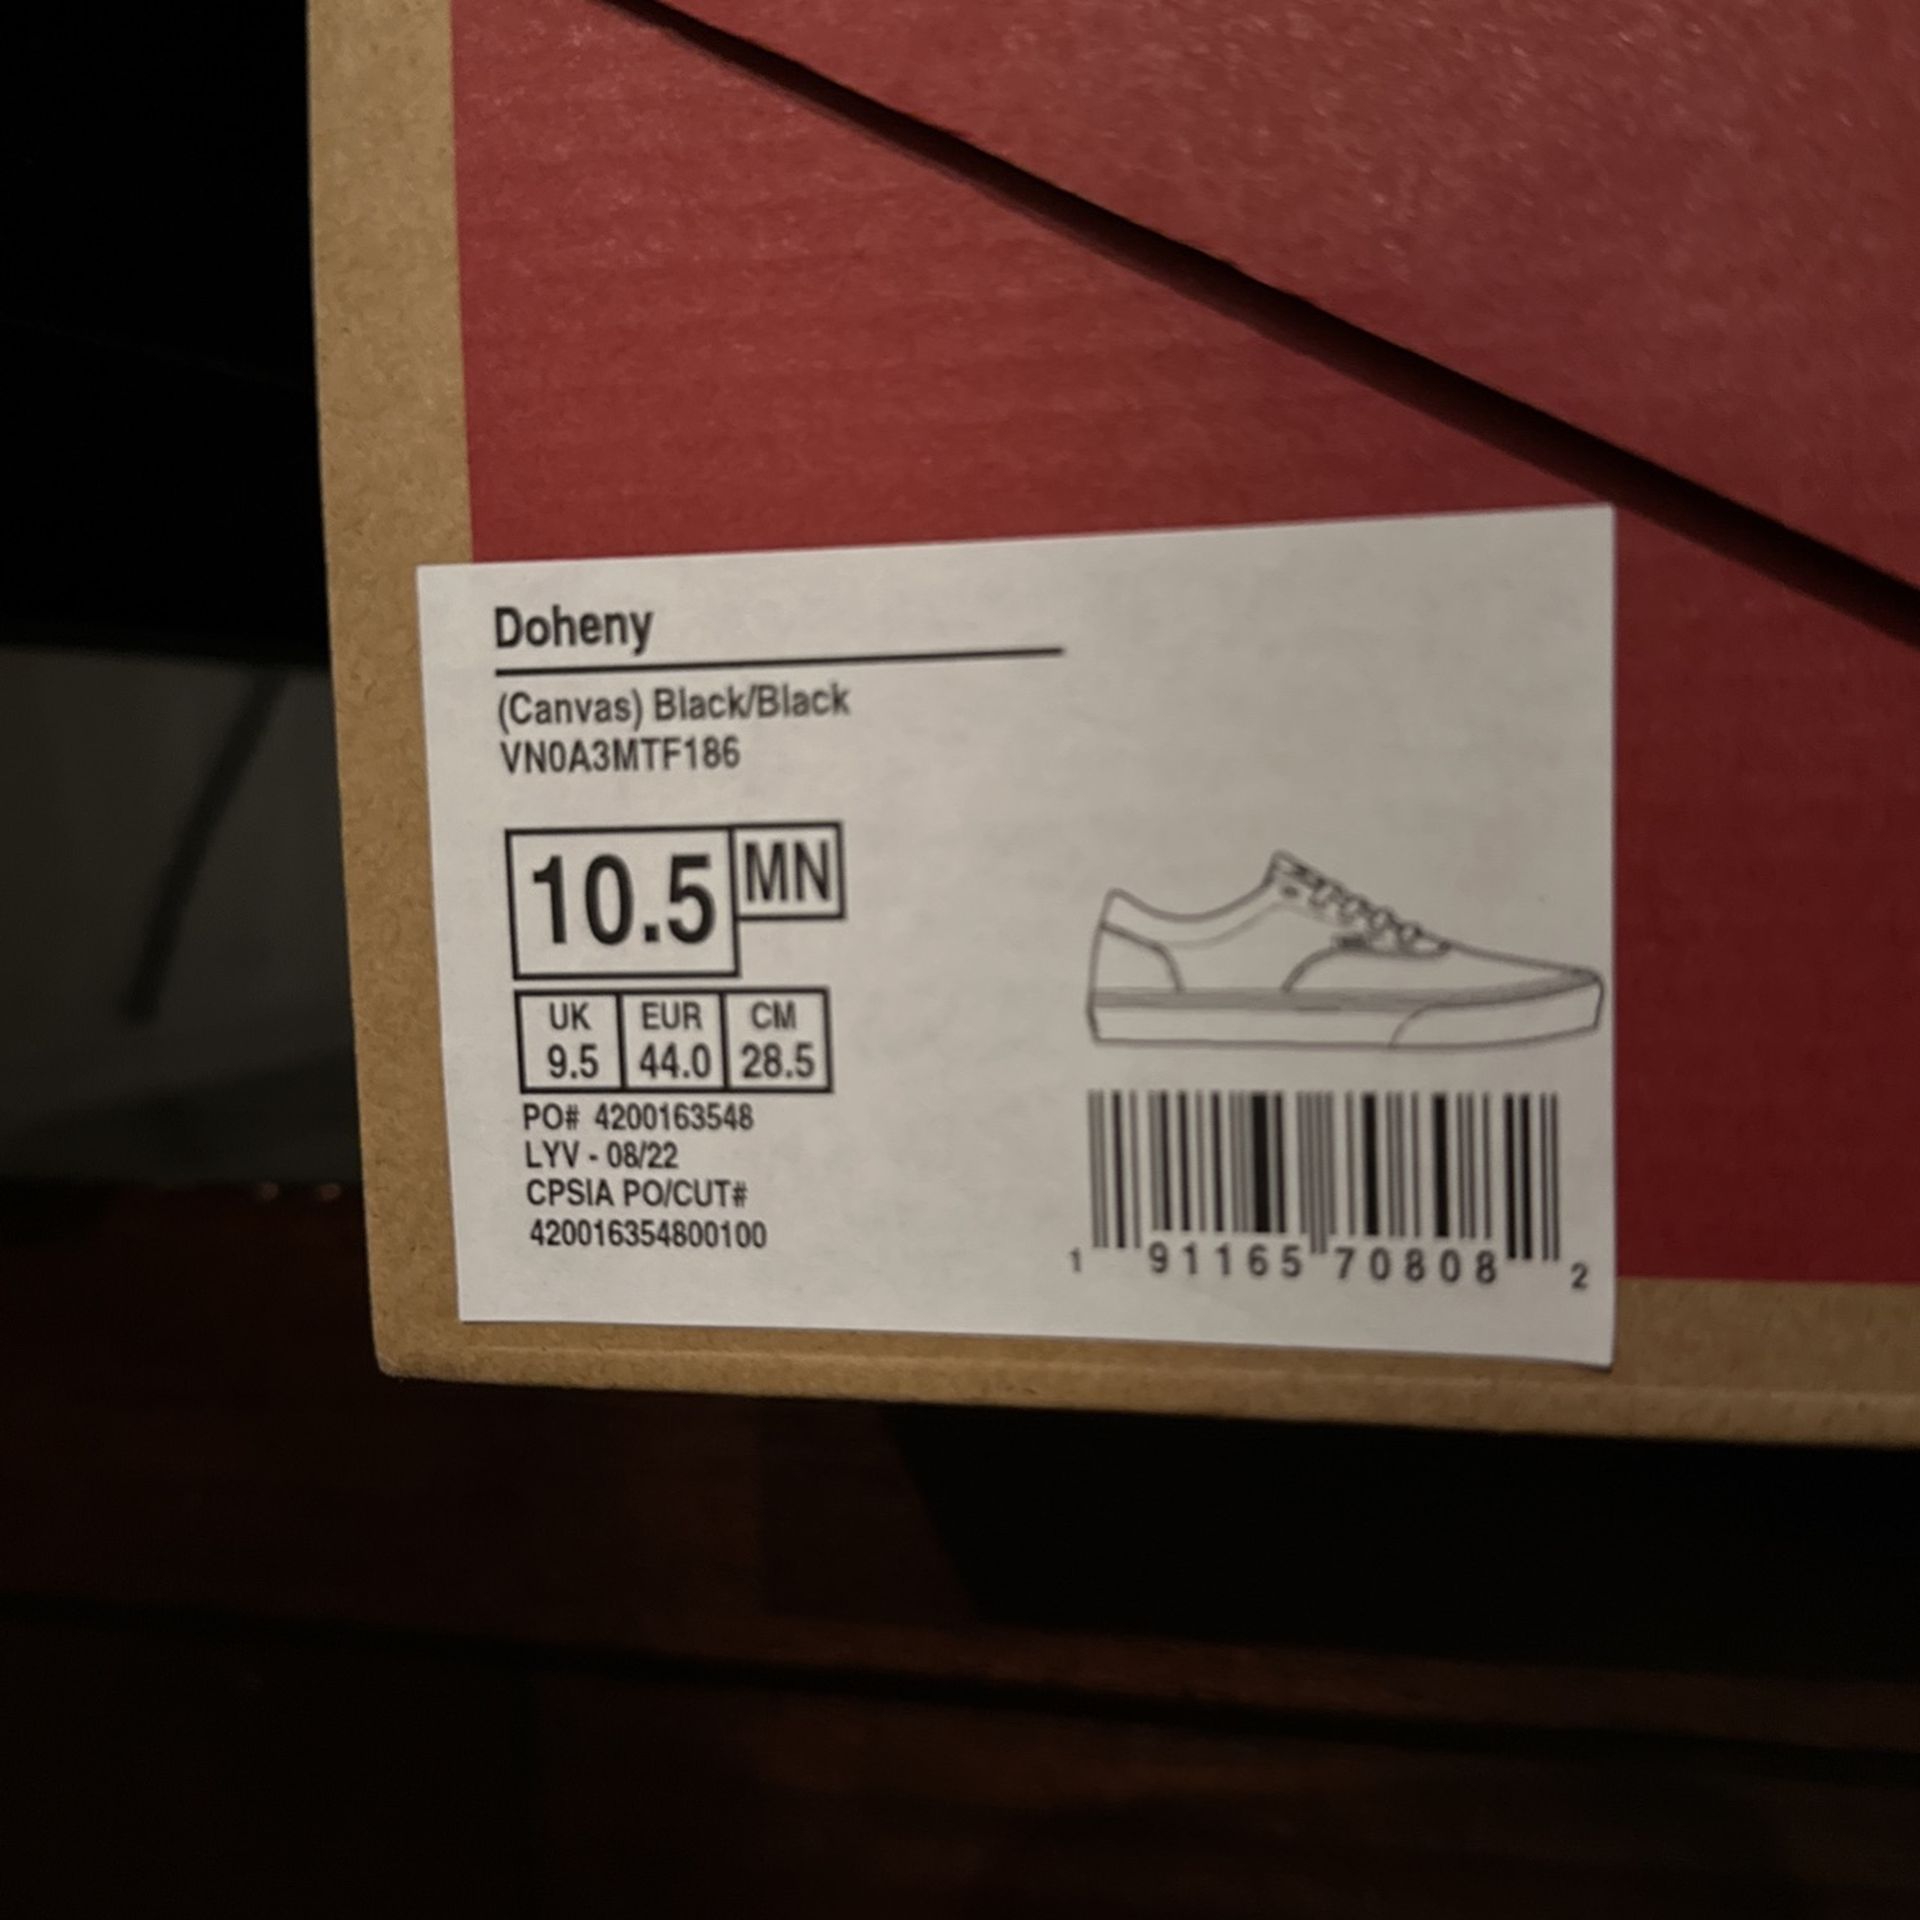 Doheny
(Canvas) Black/Black
VN0A3MTF186
10.5 MN
UK EUR CM
9.5 44.0 28.5
PO# 4200163548
LYV - 08/22
CPSIA PO/CUT#
420016354800100
1 91165 70808 2